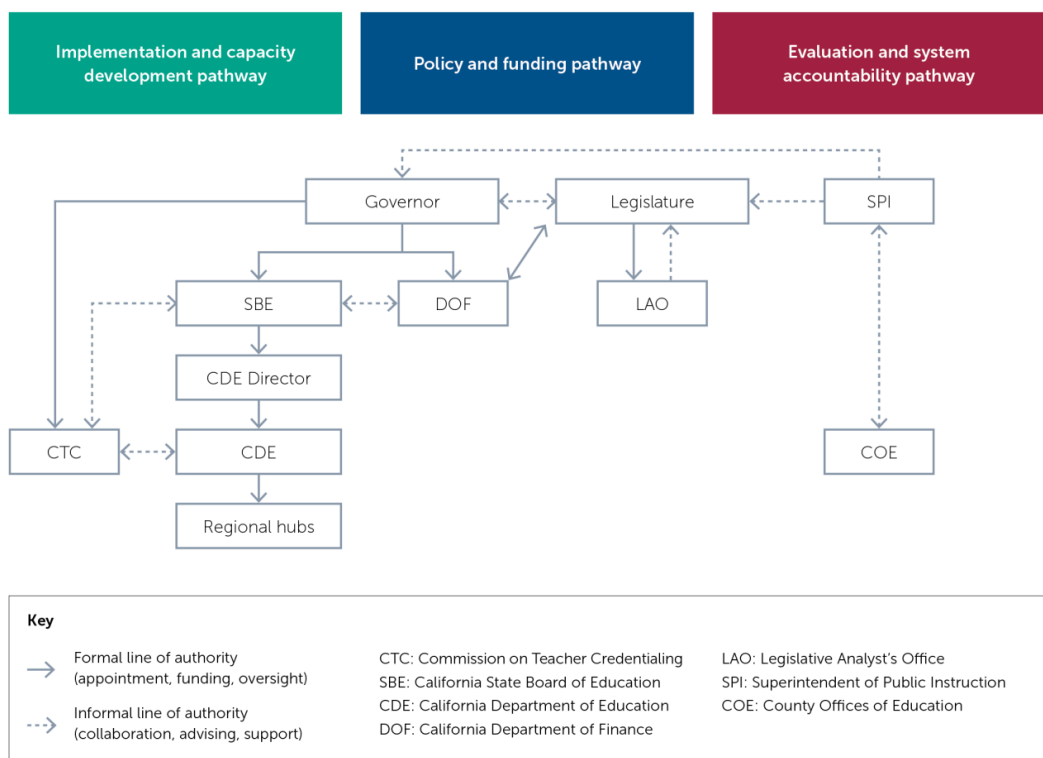 Implementation and capacity
development pathway
Policy and funding pathway
Evaluation and system
accountability pathway
Governor
Legislature
SPI
SBE
DOF
LAO
CDE Director
CTC
CDE
COE
Regional hubs
Key
Formal line of authority
(appointment, funding, oversight)
Informal line of authority
(collaboration, advising, support)
CTC: Commission on Teacher Credentialing
SBE: California State Board of Education
CDE: California Department of Education
DOF: California Department of Finance
LAO: Legislative Analyst’s Office
SPI: Superintendent of Public Instruction
COE: County Offices of Education